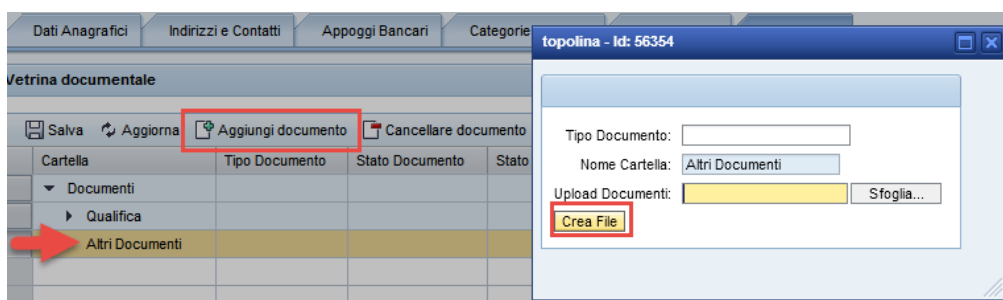 Dati Anagrafici Indirizzi e Contatti Appoggi Bancari Categorie
Vetrina documentale
Salva Aggiorna Aggiungi documento Cancellare documento
Cartella Tipo Documento Stato Documento Stato
Documenti
Qualifica
Altri Documenti
topolina - Id: 56354
Tipo Documento:
Nome Cartella: Altri Documenti
Upload Documenti: Sfoglia...
Crea File